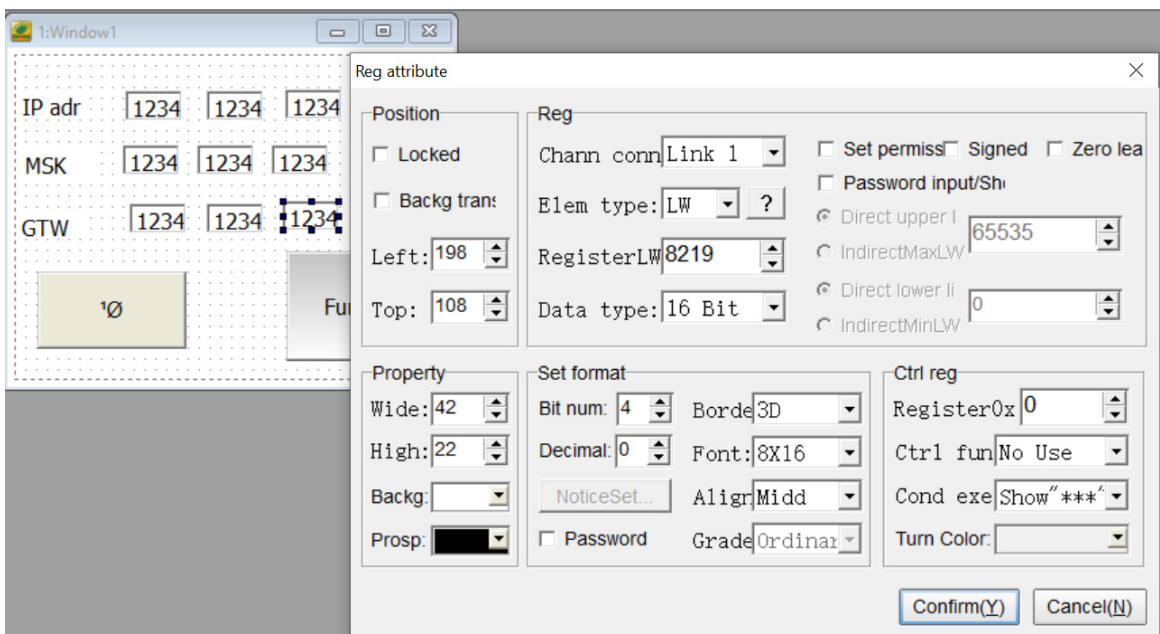 1:Window1
IP adr 1234 1234 1234
MSK 1234 1234 1234
GTW 1234 1234 1234
¹Ø
Fu
Reg attribute
Position
Locked
Backg trans
Left: 198
Top: 108
Reg
Chann conn Link 1
Elem type: LW ?
RegisterLW 8219
Data type: 16 Bit
Set permiss Signed Zero lea
Password input/Sho
Direct upper l
65535
IndirectMaxLW
Direct lower li
0
IndirectMinLW
Property
Wide: 42
High: 22
Backg:
Prosp:
Set format
Bit num: 4 Borde 3D
Decimal: 0 Font: 8X16
NoticeSet... Align Midd
Password Grade Ordinar
Ctrl reg
Register0x 0
Ctrl fun No Use
Cond exe Show"***"
Turn Color:
Confirm(Y) Cancel(N)